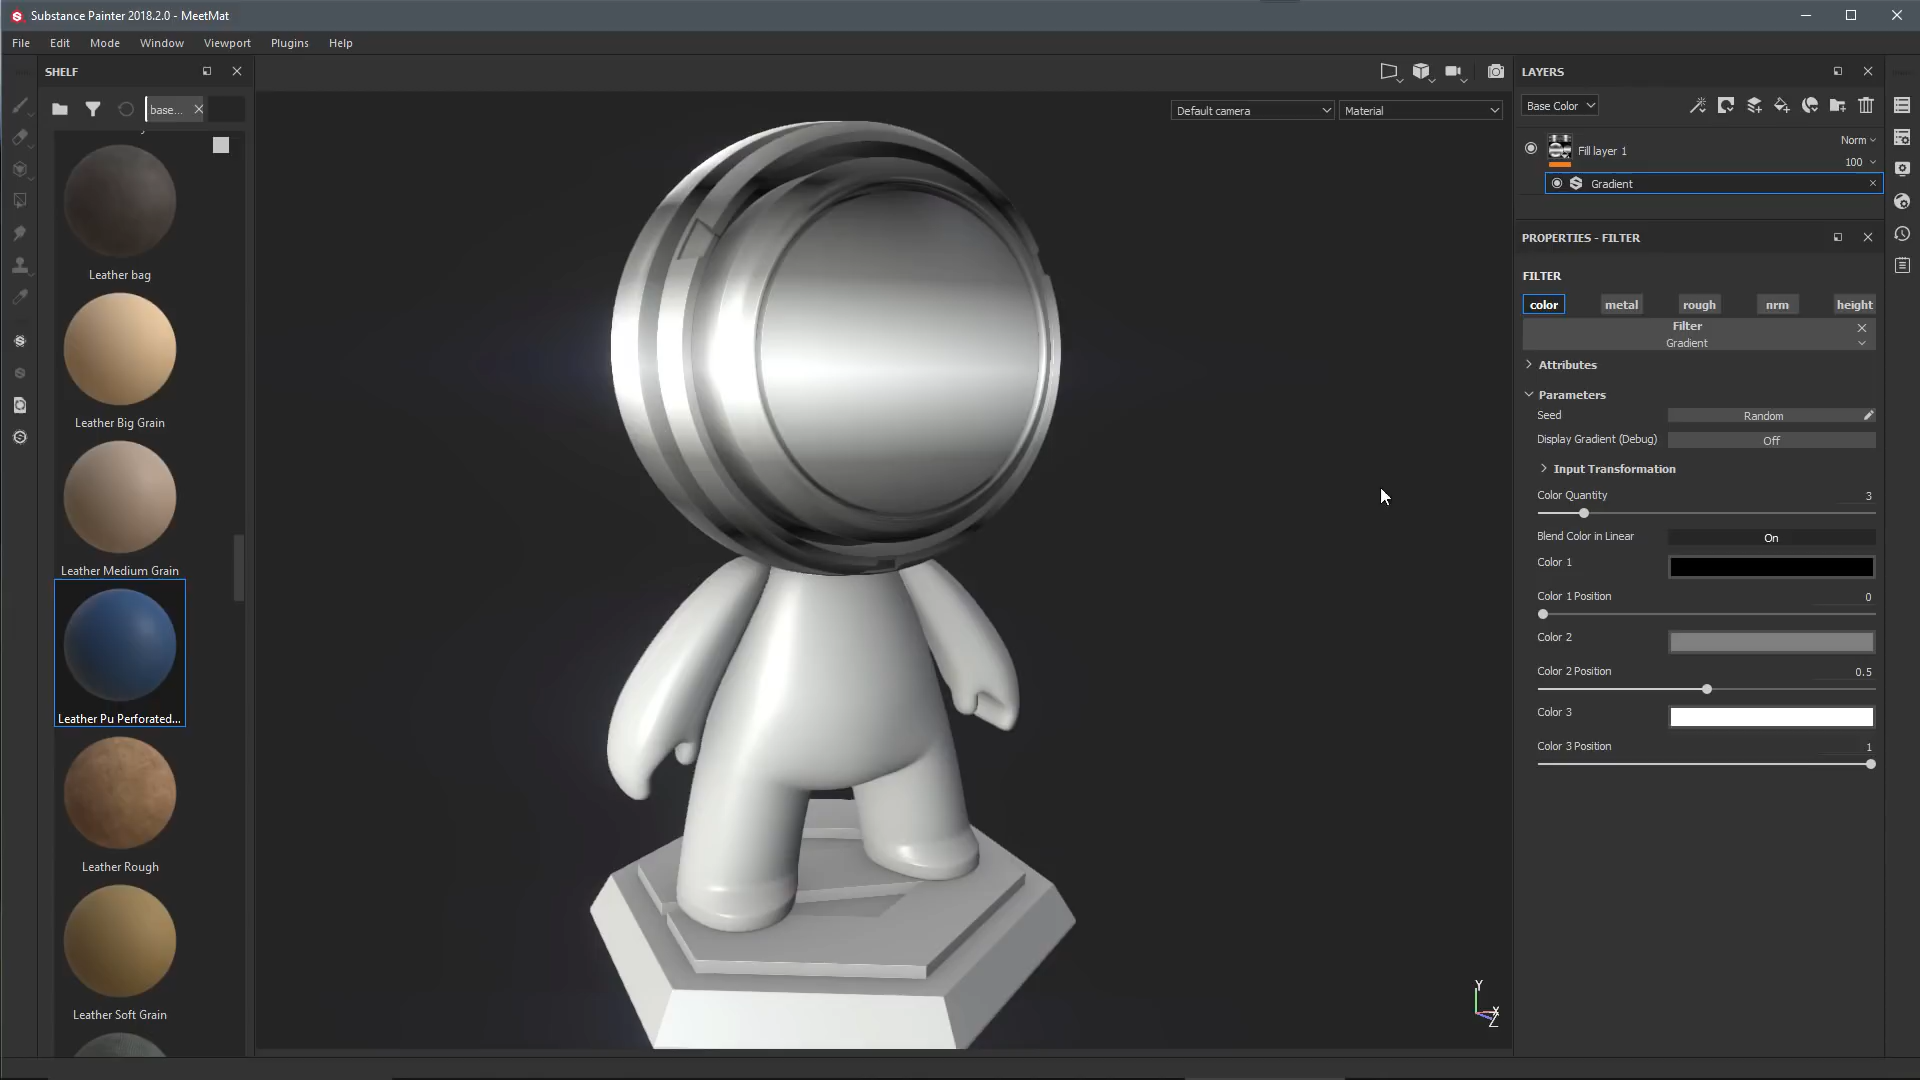 Substance Painter 2018.2.0 - MeetMat
File Edit Mode Window Viewport Plugins Help
SHELF
base...
Leather bag
Leather Big Grain
Leather Medium Grain
Leather Pu Perforated...
Leather Rough
Leather Soft Grain
Default camera
Material
Y
X
Z
LAYERS
Base Color
Fill layer 1
Norm
100
Gradient
PROPERTIES - FILTER
FILTER
color metal rough nrm height
Filter
Gradient
Attributes
Parameters
Seed Random
Display Gradient (Debug) Off
Input Transformation
Color Quantity 3
Blend Color in Linear On
Color 1
Color 1 Position 0
Color 2
Color 2 Position 0.5
Color 3
Color 3 Position 1